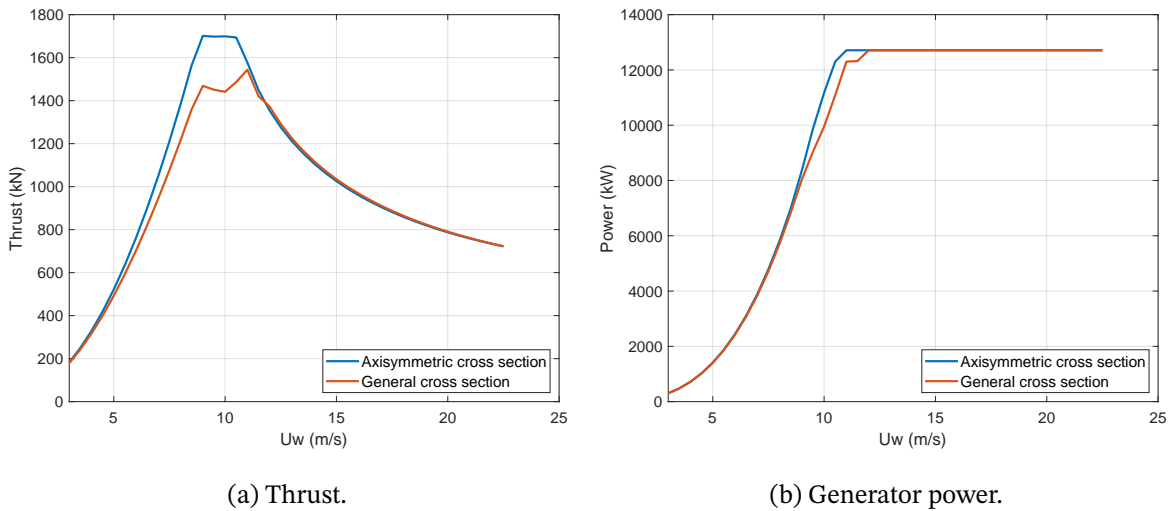 1800
1600
1400
1200
1000
800
600
400
200
0
Thrust (kN)
5
10
15
20
25
Uw (m/s)
Axisymmetric cross section
General cross section
(a) Thrust.
14000
12000
10000
8000
6000
4000
2000
0
Power (kW)
5
10
15
20
25
Uw (m/s)
Axisymmetric cross section
General cross section
(b) Generator power.